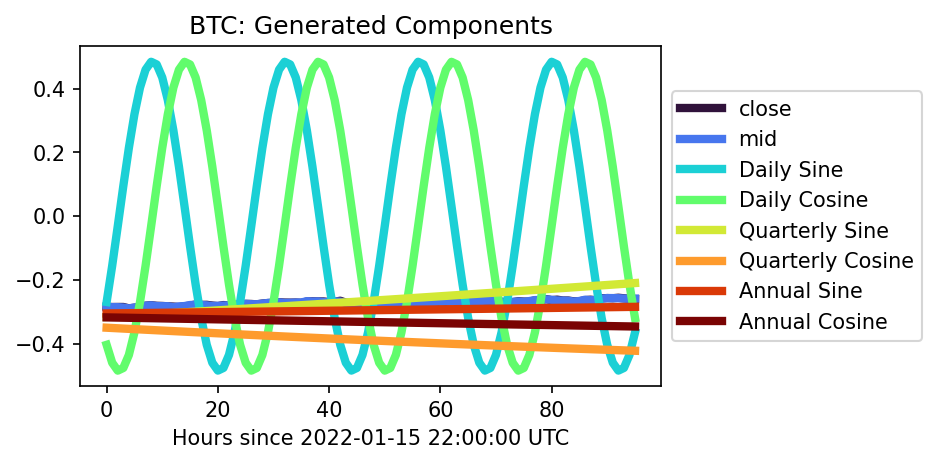 BTC: Generated Components
0.4
0.2
0.0
−0.2
−0.4
0 20 40 60 80
Hours since 2022-01-15 22:00:00 UTC
close
mid
Daily Sine
Daily Cosine
Quarterly Sine
Quarterly Cosine
Annual Sine
Annual Cosine